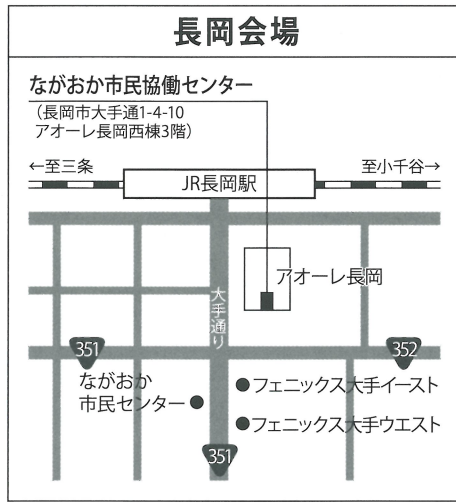 長岡会場
ながおか市民協働センター
（長岡市大手通1-4-10
アオーレ長岡西棟3階）
←至三条
至小千谷→
JR長岡駅
アオーレ長岡
大手通り
351
352
ながおか
市民センター
フェニックス大手イースト
フェニックス大手ウエスト
351